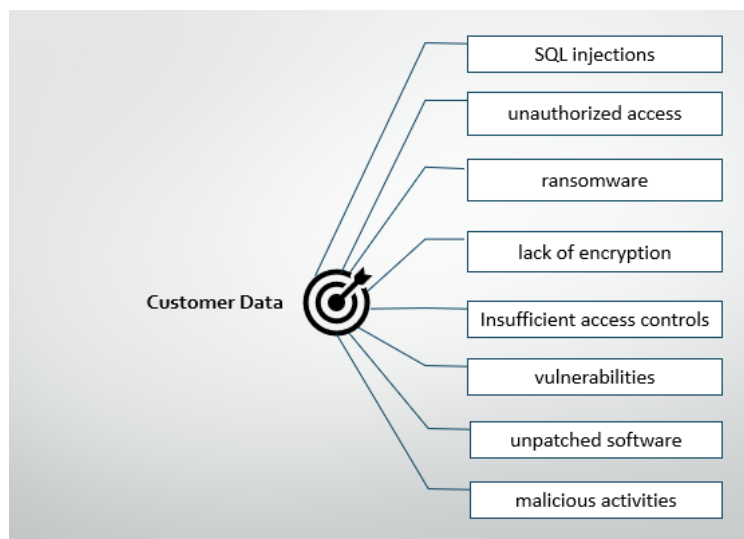 SQL injections
unauthorized access
ransomware
lack of encryption
Customer Data
Insufficient access controls
vulnerabilities
unpatched software
malicious activities